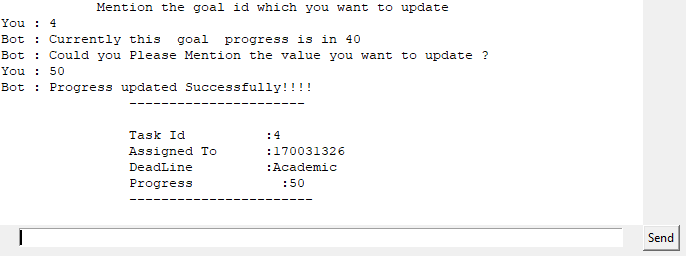 Mention the goal id which you want to update
You : 4
Bot : Currently this  goal  progress is in 40
Bot : Could you Please Mention the value you want to update ?
You : 50
Bot : Progress updated Successfully!!!!
----------------------
Task Id          :4
Assigned To      :170031326
DeadLine         :Academic
Progress           :50
-----------------------
Send